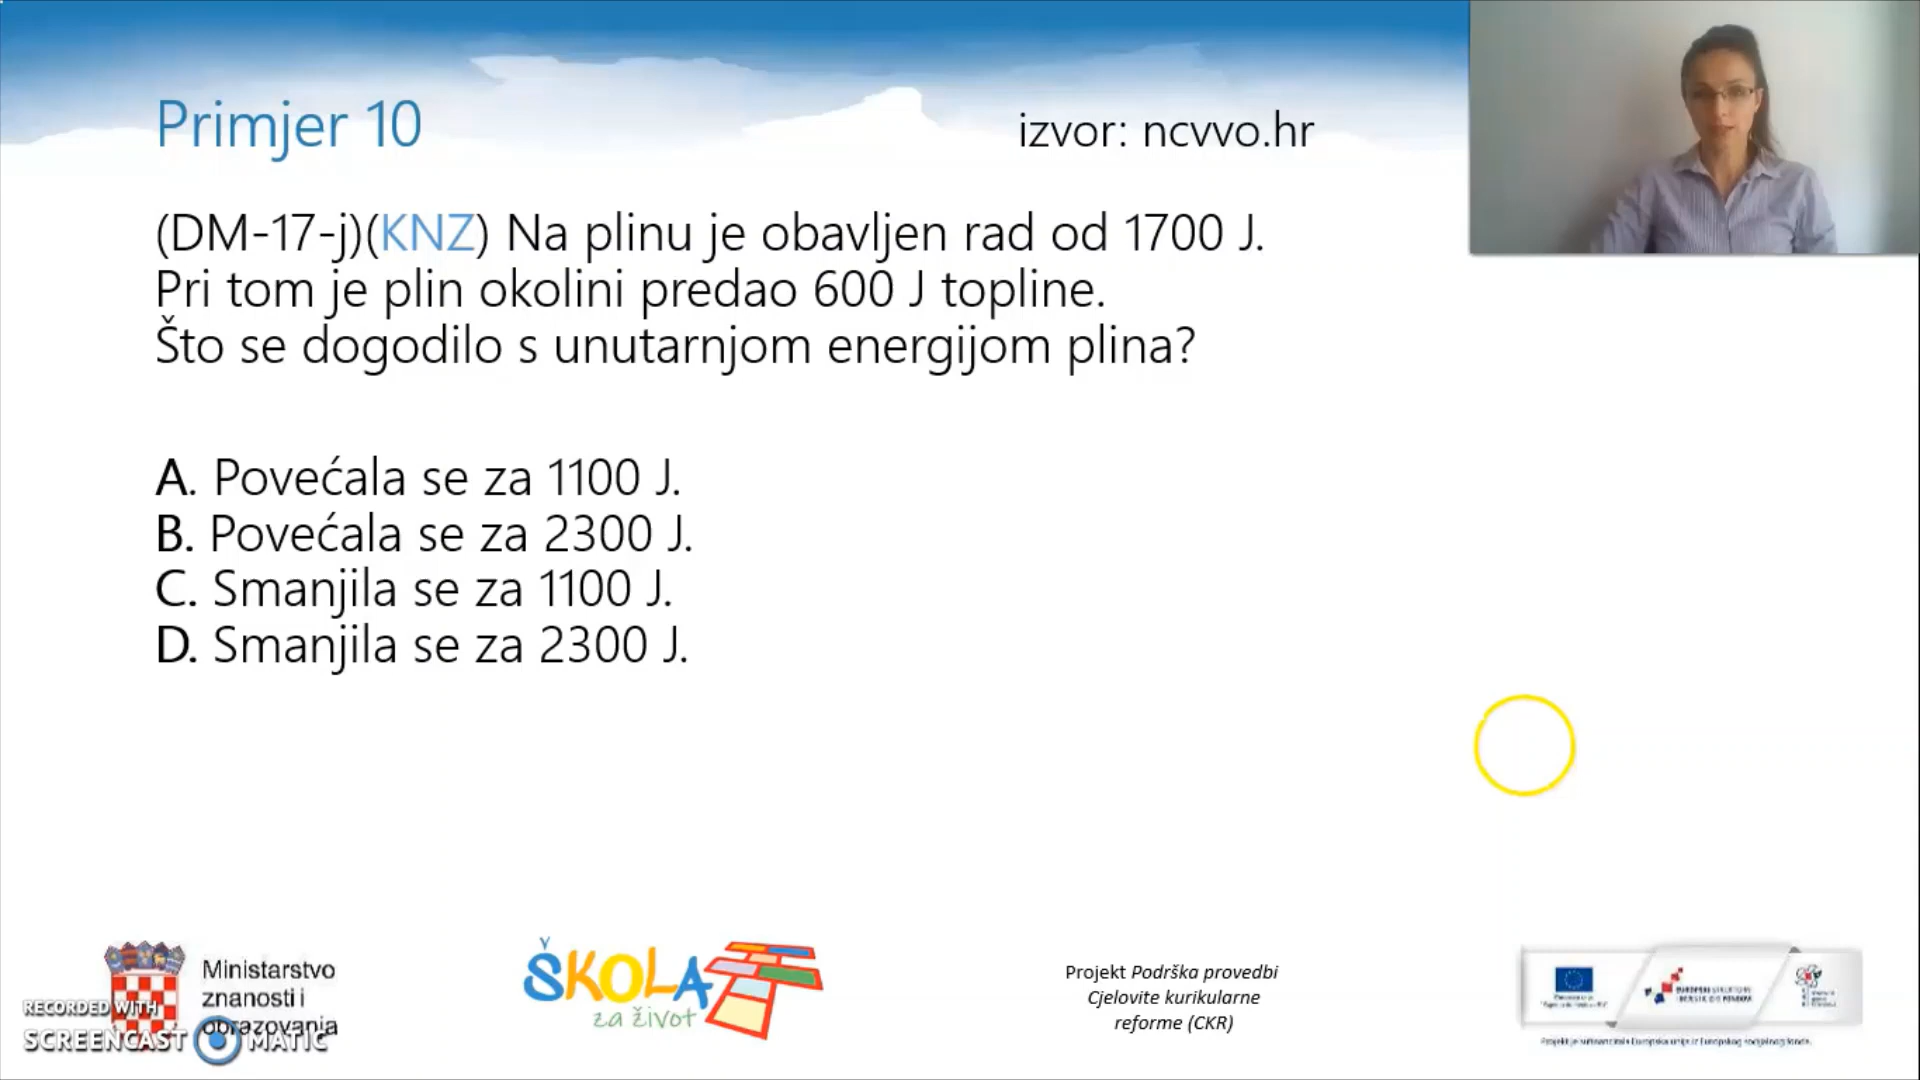 Primjer 10
izvor: ncvvo.hr
(DM-17-j)(KNZ) Na plinu je obavljen rad od 1700 J.
Pri tom je plin okolini predao 600 J topline.
Što se dogodilo s unutarnjom energijom plina?
A. Povećala se za 1100 J.
B. Povećala se za 2300 J.
C. Smanjila se za 1100 J.
D. Smanjila se za 2300 J.
Ministarstvo
znanosti i
obrazovanja
RECORDED WITH
SCREENCAST MATIC
ŠKOLA
za život
Projekt Podrška provedbi
Cjelovite kurikularne
reforme (CKR)